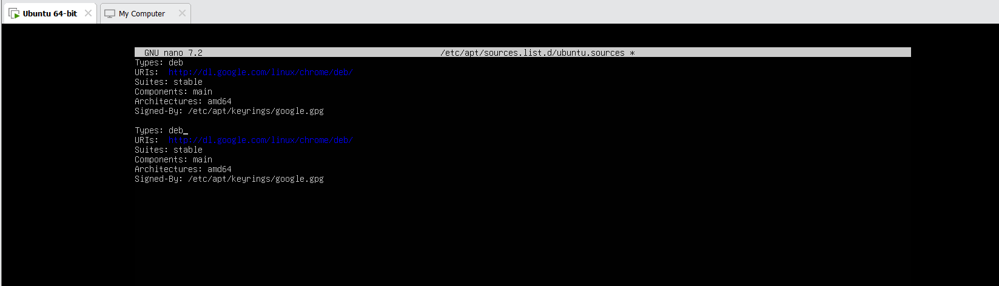 Ubuntu 64-bit
My Computer
GNU nano 7.2 /etc/apt/sources.list.d/ubuntu.sources *
Types: deb
URIs:  http://dl.google.com/linux/chrome/deb/
Suites: stable
Components: main
Architectures: amd64
Signed-By: /etc/apt/keyrings/google.gpg
Types: deb_
URIs:  http://dl.google.com/linux/chrome/deb/
Suites: stable
Components: main
Architectures: amd64
Signed-By: /etc/apt/keyrings/google.gpg